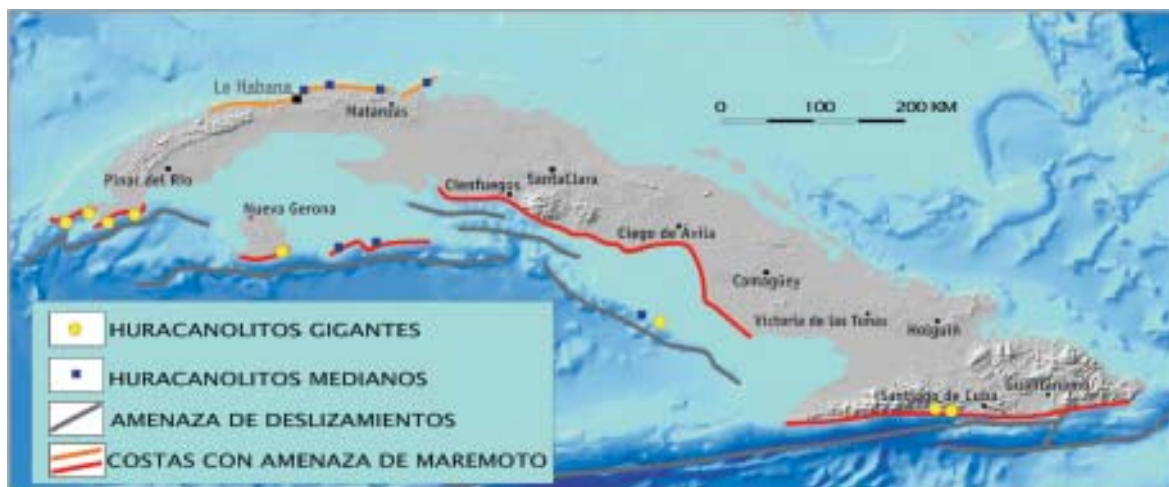 La Habana
Matanzas
0 100 200 KM
Pinar del Río
Cienfuegos
SantaClara
Nueva Gerona
Ciego de Ávila
Camagüey
Victoria de las Tunas
Holguín
Guantánamo
Santiago de Cuba
HURACANOLITOS GIGANTES
HURACANOLITOS MEDIANOS
AMENAZA DE DESLIZAMIENTOS
COSTAS CON AMENAZA DE MAREMOTO